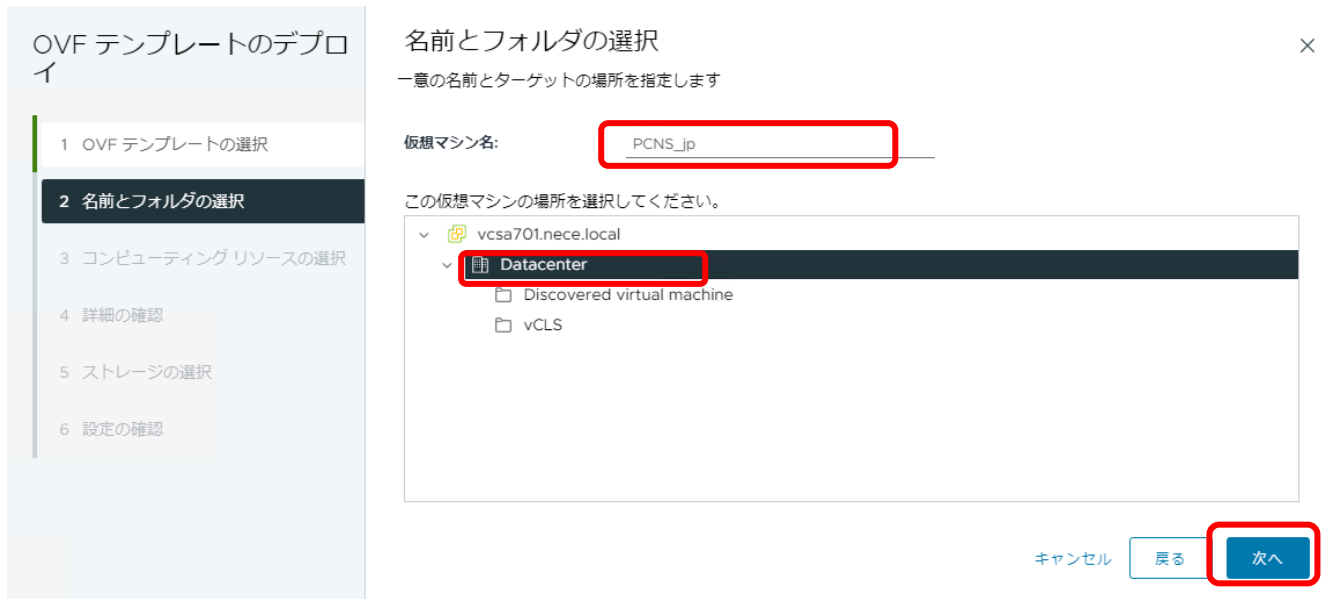 OVF テンプレートのデプロ
イ
1 OVF テンプレートの選択
2 名前とフォルダの選択
3 コンピューティング リソースの選択
4 詳細の確認
5 ストレージの選択
6 設定の確認
名前とフォルダの選択
一意の名前とターゲットの場所を指定します
仮想マシン名: PCNS_jp
この仮想マシンの場所を選択してください。
vcsa701.nece.local
Datacenter
Discovered virtual machine
vCLS
キャンセル 戻る 次へ